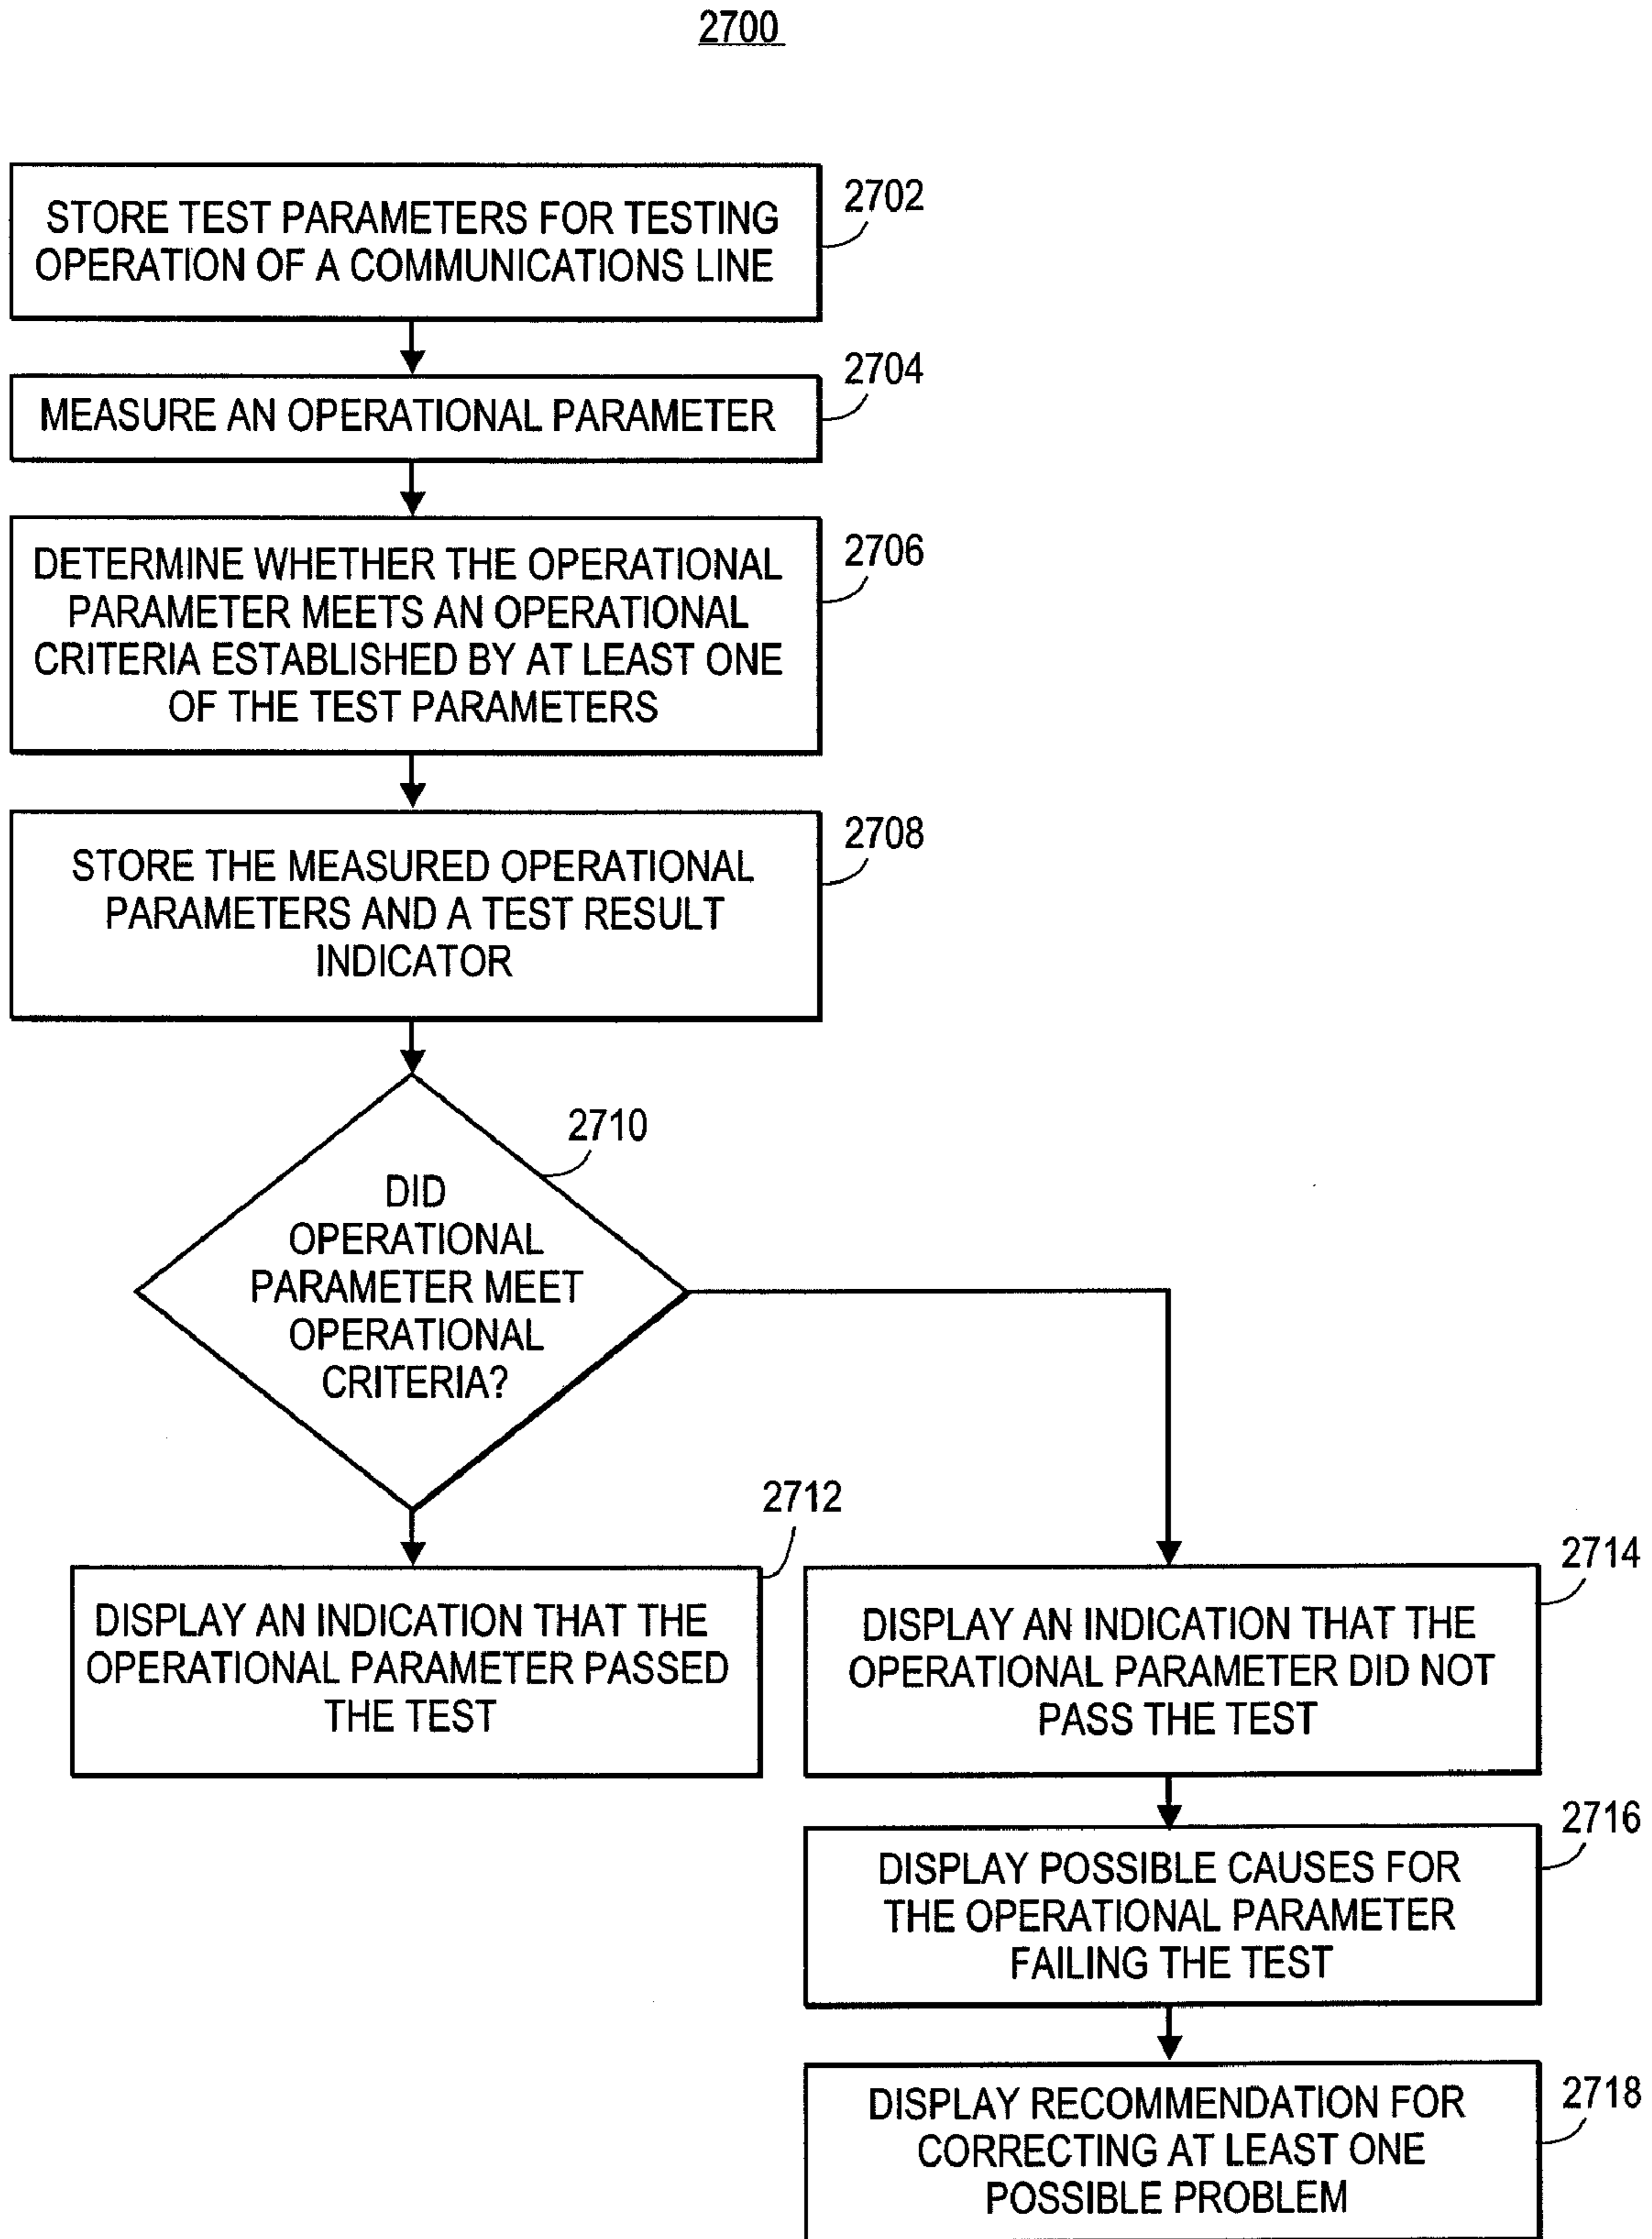 2700
STORE TEST PARAMETERS FOR TESTING
OPERATION OF A COMMUNICATIONS LINE
2702
MEASURE AN OPERATIONAL PARAMETER
2704
DETERMINE WHETHER THE OPERATIONAL
PARAMETER MEETS AN OPERATIONAL
CRITERIA ESTABLISHED BY AT LEAST ONE
OF THE TEST PARAMETERS
2706
STORE THE MEASURED OPERATIONAL
PARAMETERS AND A TEST RESULT
INDICATOR
2708
DID
OPERATIONAL
PARAMETER MEET
OPERATIONAL
CRITERIA?
2710
DISPLAY AN INDICATION THAT THE
OPERATIONAL PARAMETER PASSED
THE TEST
2712
DISPLAY AN INDICATION THAT THE
OPERATIONAL PARAMETER DID NOT
PASS THE TEST
2714
DISPLAY POSSIBLE CAUSES FOR
THE OPERATIONAL PARAMETER
FAILING THE TEST
2716
DISPLAY RECOMMENDATION FOR
CORRECTING AT LEAST ONE
POSSIBLE PROBLEM
2718